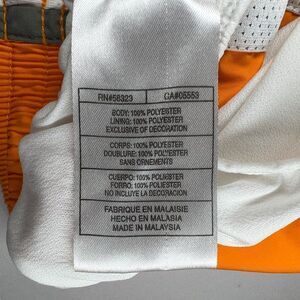 RN#56323 CA#05553
BODY: 100% POLYESTER
LINING: 100% POLYESTER
EXCLUSIVE OF DECORATION
CORPS: 100% POLYESTER
DOUBLURE: 100% POLYESTER
SANS ORNEMENTS
CUERPO: 100% POLIESTER
FORRO: 100% POLIESTER
NO INCLUYE LA DECORACION
FABRIQUE EN MALAISIE
HECHO EN MALASIA
MADE IN MALAYSIA